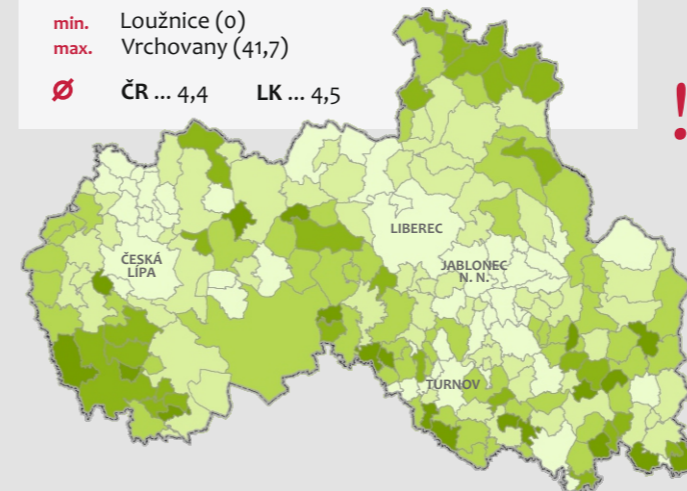 min. Loužnice (0)
max. Vrchovany (41,7)
Ø ČR ... 4,4 LK ... 4,5
!
LIBEREC
ČESKÁ
LÍPA
JABLONEC
N. N.
TURNOV